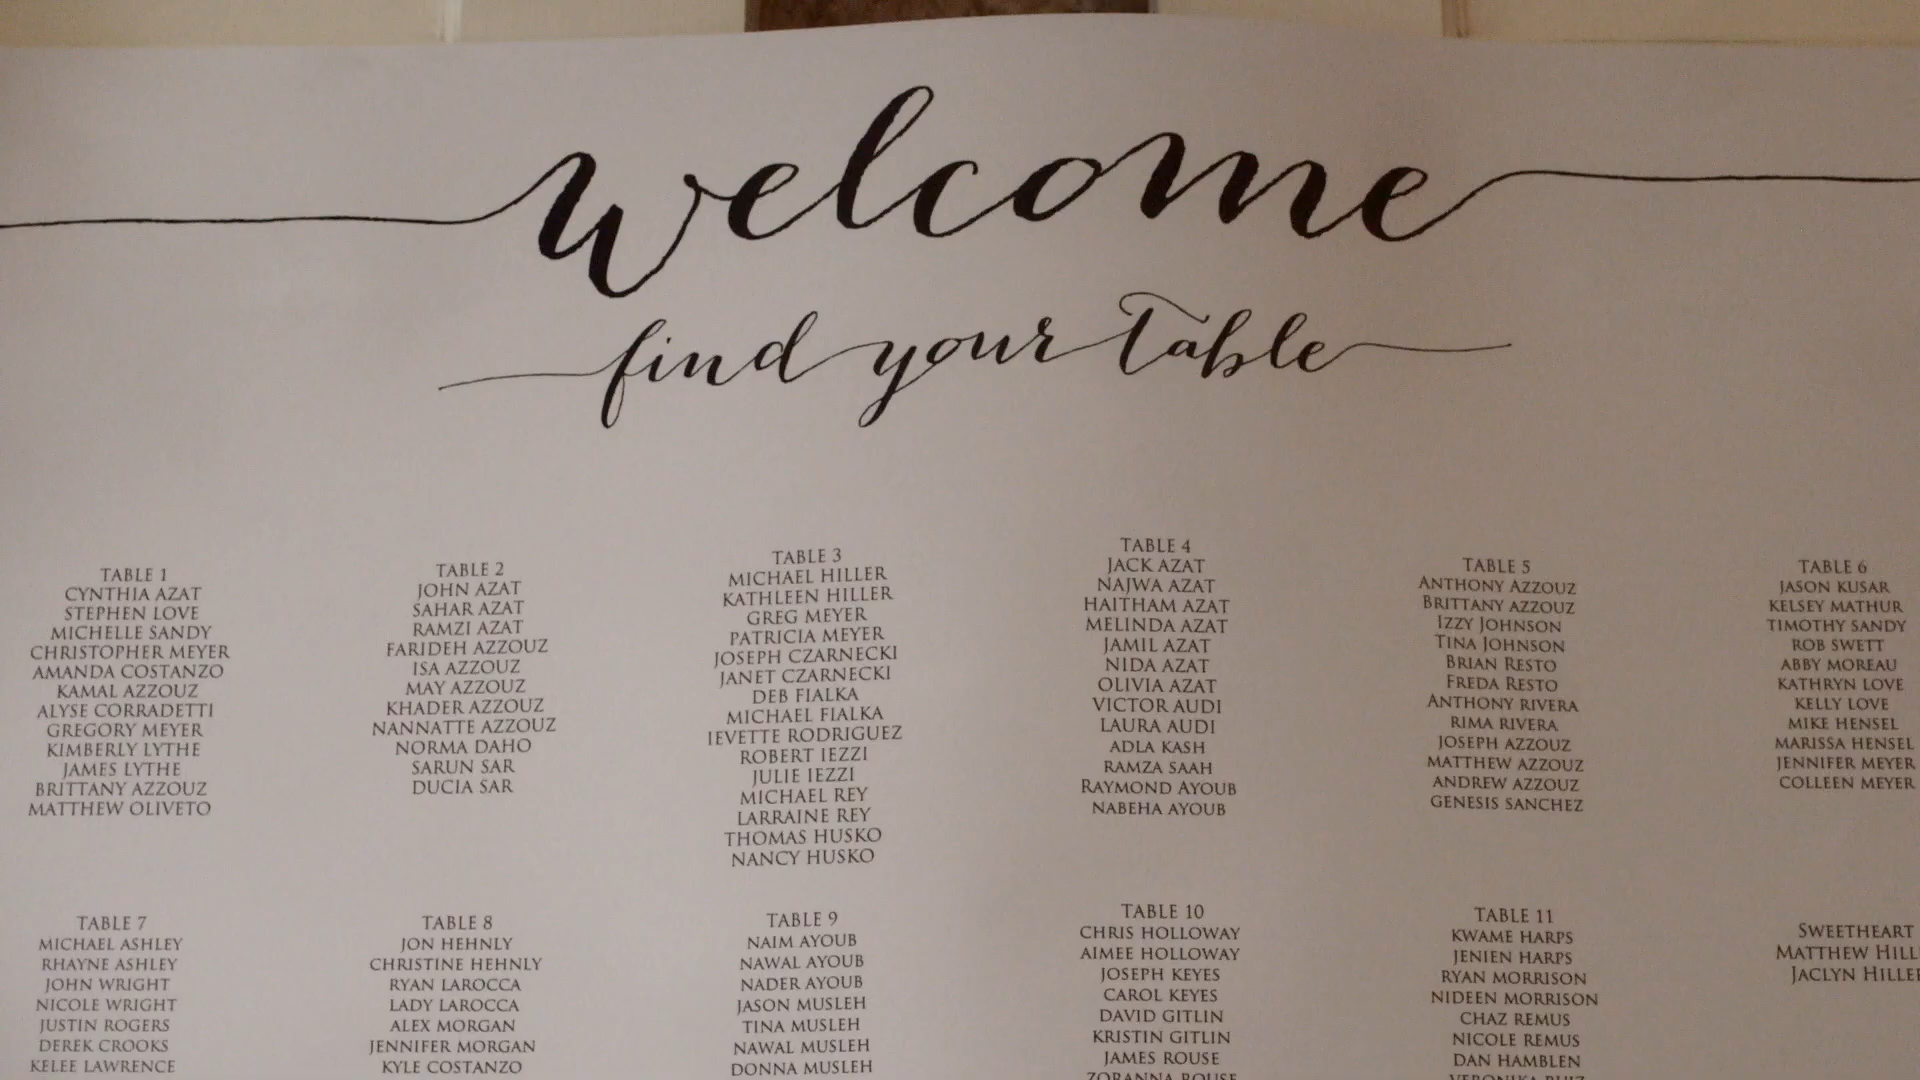 welcome
find your table
TABLE 1
CYNTHIA AZAT
STEPHEN LOVE
MICHELLE SANDY
CHRISTOPHER MEYER
AMANDA COSTANZO
KAMAL AZZOUZ
ALYSE CORRADETTI
GREGORY MEYER
KIMBERLY LYTHE
JAMES LYTHE
BRITTANY AZZOUZ
MATTHEW OLIVETO
TABLE 2
JOHN AZAT
SAHAR AZAT
RAMZI AZAT
FARIDEH AZZOUZ
ISA AZZOUZ
MAY AZZOUZ
KHADER AZZOUZ
NANNATTE AZZOUZ
NORMA DAHO
SARUN SAR
DUCIA SAR
TABLE 3
MICHAEL HILLER
KATHLEEN HILLER
GREG MEYER
PATRICIA MEYER
JOSEPH CZARNECKI
JANET CZARNECKI
DEB FIALKA
MICHAEL FIALKA
IEVETTE RODRIGUEZ
ROBERT IEZZI
JULIE IEZZI
MICHAEL REY
LARRAINE REY
THOMAS HUSKO
NANCY HUSKO
TABLE 4
JACK AZAT
NAJWA AZAT
HAITHAM AZAT
MELINDA AZAT
JAMIL AZAT
NIDA AZAT
OLIVIA AZAT
VICTOR AUDI
LAURA AUDI
ADLA KASH
RAMZA SAAH
RAYMOND AYOUB
NABEHA AYOUB
TABLE 5
ANTHONY AZZOUZ
BRITTANY AZZOUZ
IZZY JOHNSON
TINA JOHNSON
BRIAN RESTO
FREDA RESTO
ANTHONY RIVERA
RIMA RIVERA
JOSEPH AZZOUZ
MATTHEW AZZOUZ
ANDREW AZZOUZ
GENESIS SANCHEZ
TABLE 6
JASON KUSAR
KELSEY MATHUR
TIMOTHY SANDY
ROB SWETT
ABBY MOREAU
KATHRYN LOVE
KELLY LOVE
MIKE HENSEL
MARISSA HENSEL
JENNIFER MEYER
COLLEEN MEYER
TABLE 7
MICHAEL ASHLEY
RHAYNE ASHLEY
JOHN WRIGHT
NICOLE WRIGHT
JUSTIN ROGERS
DEREK CROOKS
KELEE LAWRENCE
TABLE 8
JON HEHNLY
CHRISTINE HEHNLY
RYAN LAROCCA
LADY LAROCCA
ALEX MORGAN
JENNIFER MORGAN
KYLE COSTANZO
TABLE 9
NAIM AYOUB
NAWAL AYOUB
NADER AYOUB
JASON MUSLEH
TINA MUSLEH
NAWAL MUSLEH
DONNA MUSLEH
TABLE 10
CHRIS HOLLOWAY
AIMEE HOLLOWAY
JOSEPH KEYES
CAROL KEYES
DAVID GITLIN
KRISTIN GITLIN
JAMES ROUSE
ZORANNA ROUSE
TABLE 11
KWAME HARPS
JENIEN HARPS
RYAN MORRISON
NIDEEN MORRISON
CHAZ REMUS
NICOLE REMUS
DAN HAMBLEN
SWEETHEART
MATTHEW
JACLYN